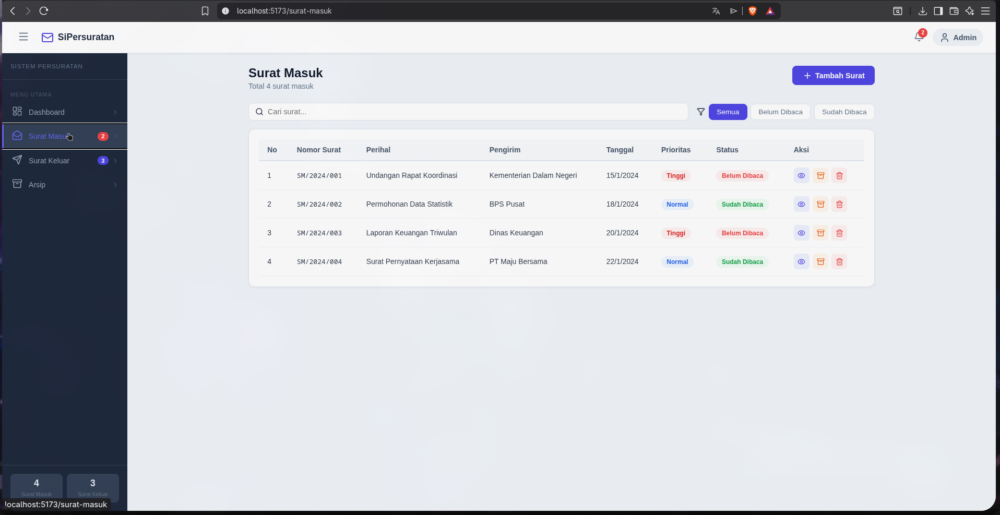 localhost:5173/surat-masuk
SiPersuratan
2
Admin
SISTEM PERSURATAN
MENU UTAMA
Dashboard
Surat Masuk 2
Surat Keluar 3
Arsip
4 3
Surat Masuk Surat Keluar
localhost:5173/surat-masuk
Surat Masuk
Total 4 surat masuk
Tambah Surat
Cari surat...
Semua Belum Dibaca Sudah Dibaca
No Nomor Surat Perihal Pengirim Tanggal Prioritas Status Aksi
1 SM/2024/001 Undangan Rapat Koordinasi Kementerian Dalam Negeri 15/1/2024 Tinggi Belum Dibaca
2 SM/2024/002 Permohonan Data Statistik BPS Pusat 18/1/2024 Normal Sudah Dibaca
3 SM/2024/003 Laporan Keuangan Triwulan Dinas Keuangan 20/1/2024 Tinggi Belum Dibaca
4 SM/2024/004 Surat Pernyataan Kerjasama PT Maju Bersama 22/1/2024 Normal Sudah Dibaca